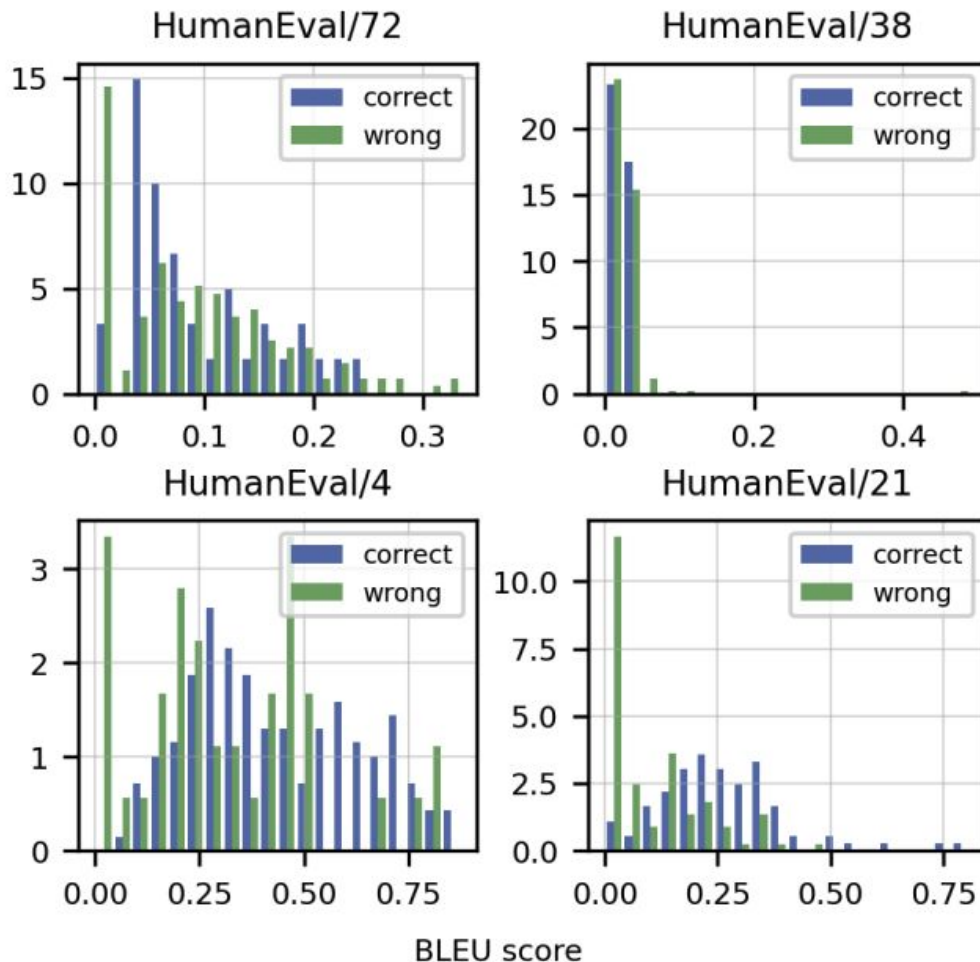 HumanEval/72
HumanEval/38
15
10
5
0
correct
wrong
0.0 0.1 0.2 0.3
20
15
10
5
0
correct
wrong
0.0 0.2 0.4
HumanEval/4
HumanEval/21
3
2
1
0
correct
wrong
0.00 0.25 0.50 0.75
10.0
7.5
5.0
2.5
0.0
correct
wrong
0.00 0.25 0.50 0.75
BLEU score